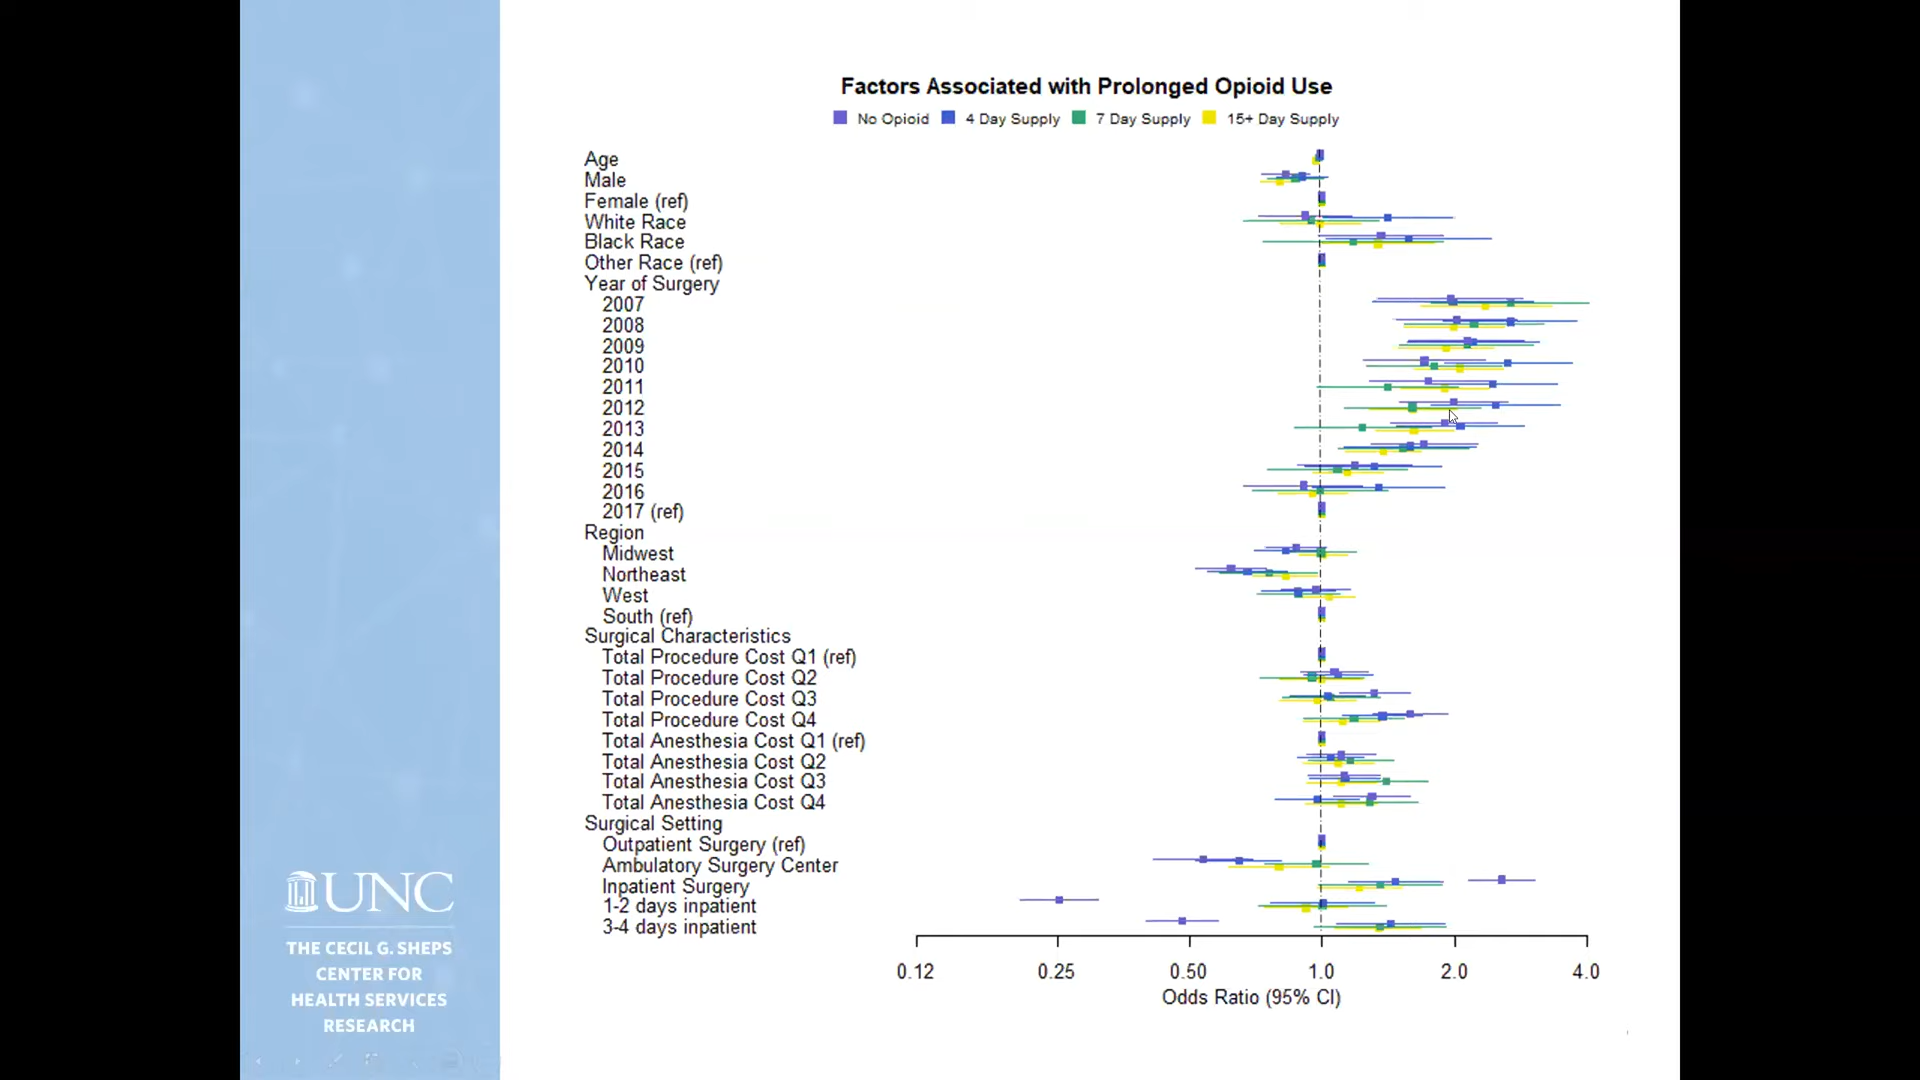 Factors Associated with Prolonged Opioid Use
No Opioid 4 Day Supply 7 Day Supply 15+ Day Supply
Age
Male
Female (ref)
White Race
Black Race
Other Race (ref)
Year of Surgery
2007
2008
2009
2010
2011
2012
2013
2014
2015
2016
2017 (ref)
Region
Midwest
Northeast
West
South (ref)
Surgical Characteristics
Total Procedure Cost Q1 (ref)
Total Procedure Cost Q2
Total Procedure Cost Q3
Total Procedure Cost Q4
Total Anesthesia Cost Q1 (ref)
Total Anesthesia Cost Q2
Total Anesthesia Cost Q3
Total Anesthesia Cost Q4
Surgical Setting
Outpatient Surgery (ref)
Ambulatory Surgery Center
Inpatient Surgery
1-2 days inpatient
3-4 days inpatient
0.12 0.25 0.50 1.0 2.0 4.0
Odds Ratio (95% CI)
UNC
THE CECIL G. SHEPS
CENTER FOR
HEALTH SERVICES
RESEARCH